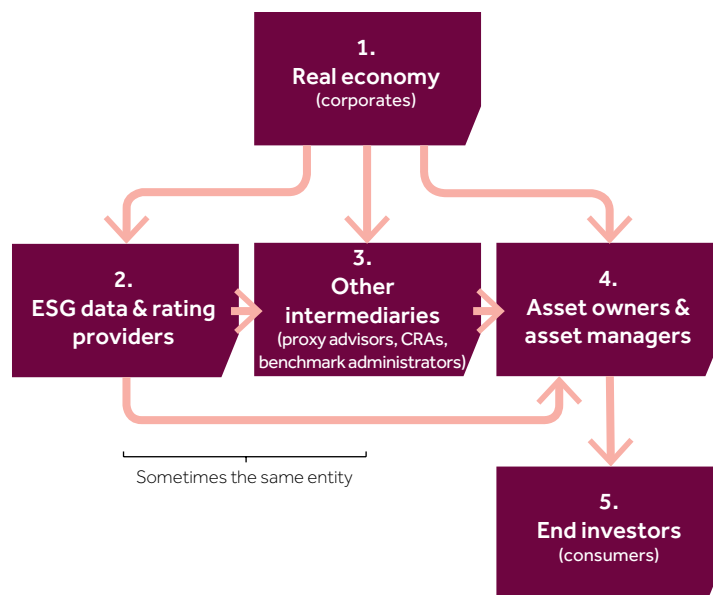 1.
Real economy
(corporates)
2.
ESG data & rating
providers
3.
Other
intermediaries
(proxy advisors, CRAs,
benchmark administrators)
4.
Asset owners &
asset managers
Sometimes the same entity
5.
End investors
(consumers)